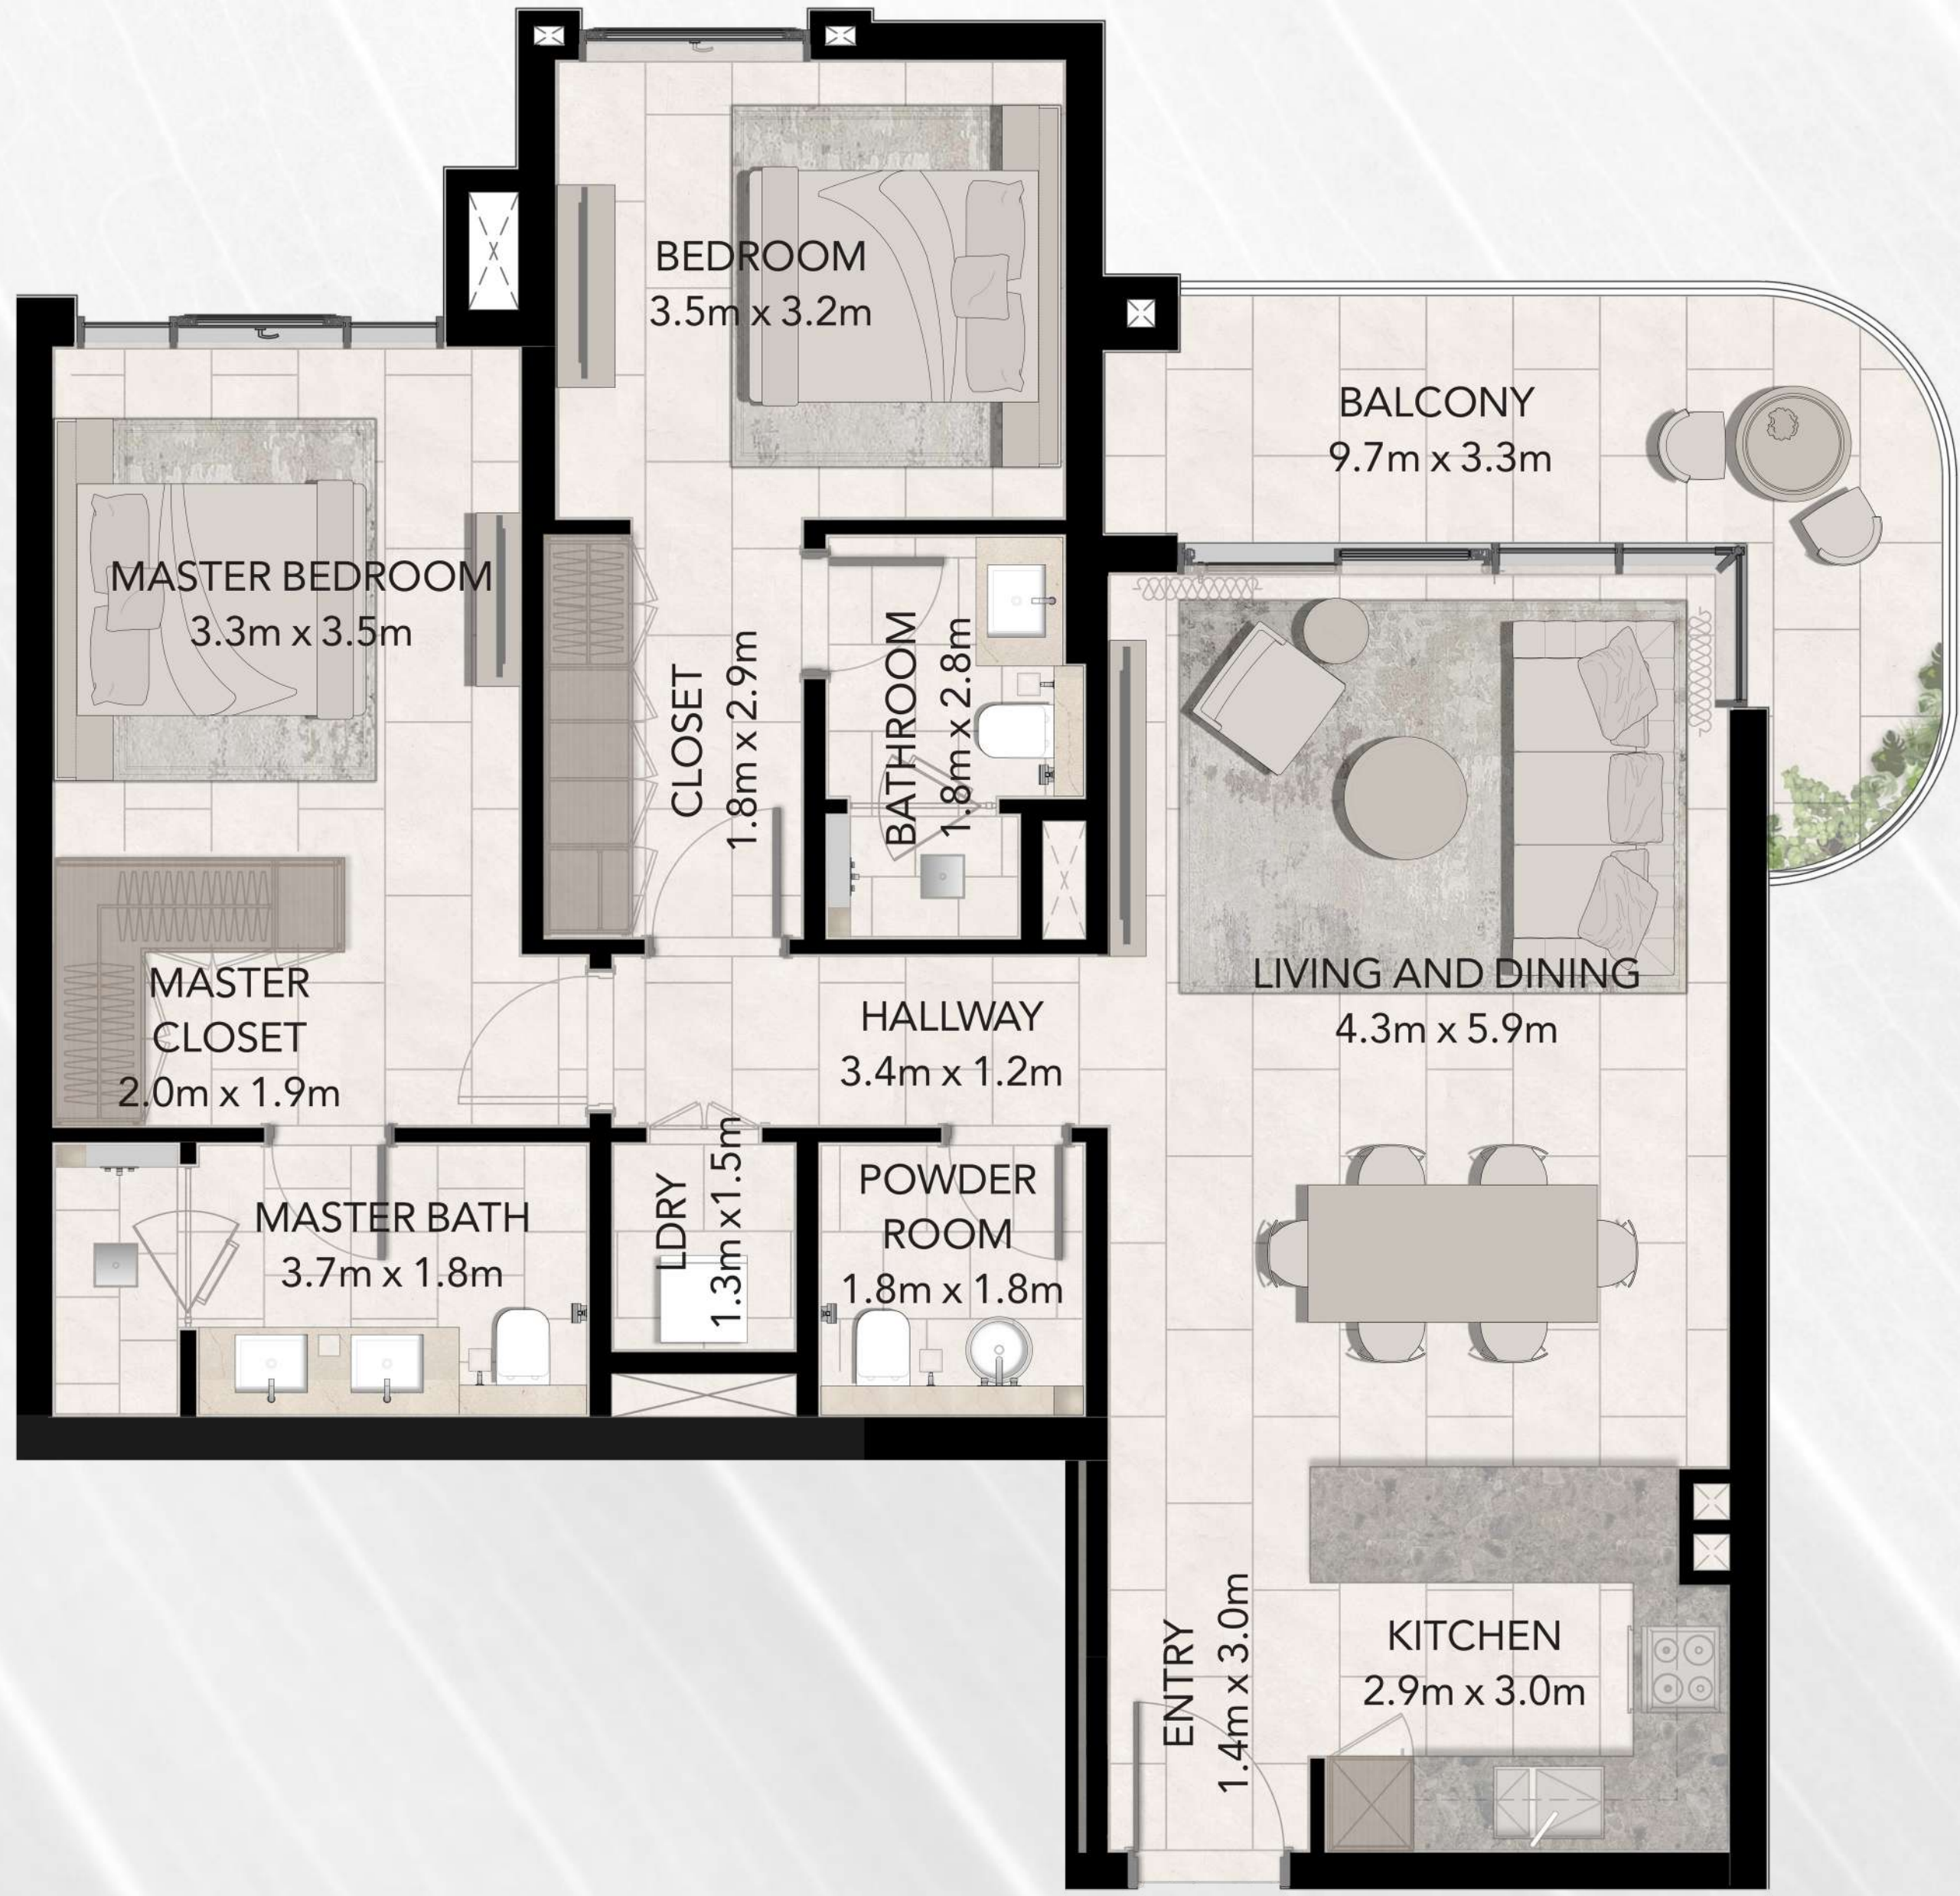 BEDROOM
3.5m x 3.2m
BALCONY
9.7m x 3.3m
MASTER BEDROOM
3.3m x 3.5m
CLOSET
1.8m x 2.9m
BATHROOM
1.8m x 2.8m
MASTER
CLOSET
2.0m x 1.9m
HALLWAY
3.4m x 1.2m
LIVING AND DINING
4.3m x 5.9m
MASTER BATH
3.7m x 1.8m
LDRY
1.3m x1.5m
POWDER
ROOM
1.8m x 1.8m
ENTRY
1.4m x 3.0m
KITCHEN
2.9m x 3.0m